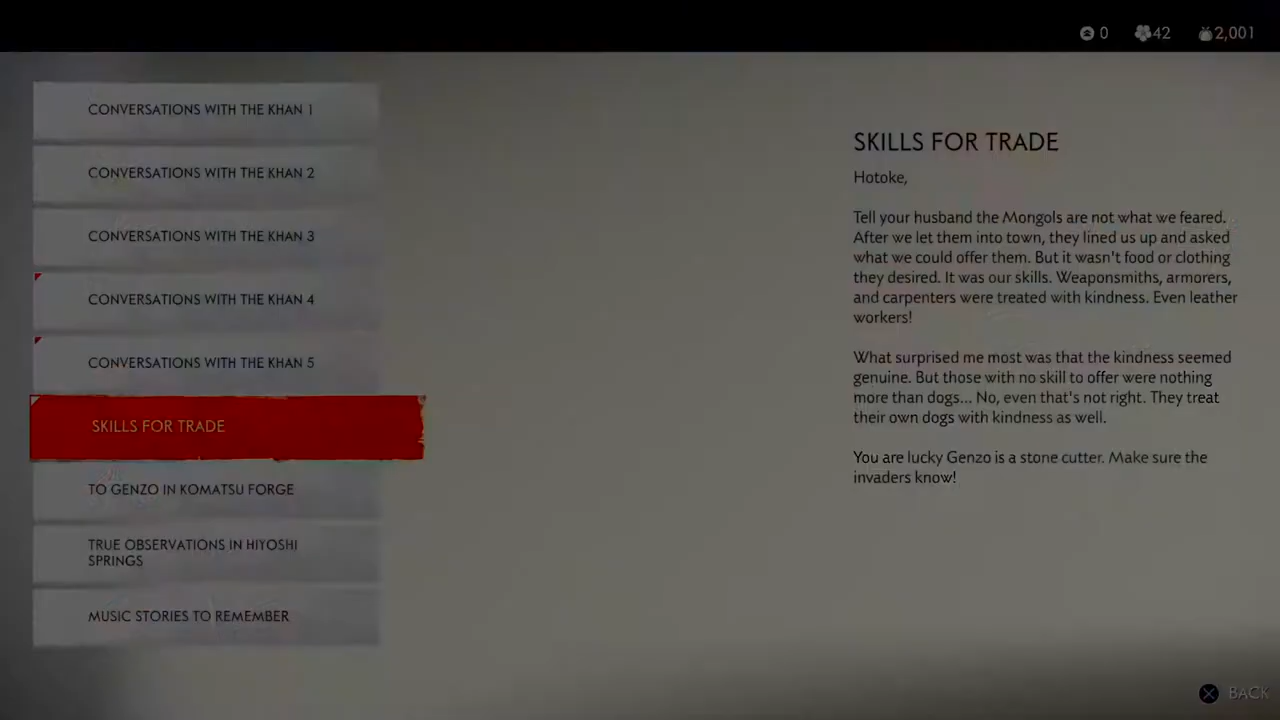 0 42 2,001
CONVERSATIONS WITH THE KHAN 1
CONVERSATIONS WITH THE KHAN 2
CONVERSATIONS WITH THE KHAN 3
CONVERSATIONS WITH THE KHAN 4
CONVERSATIONS WITH THE KHAN 5
SKILLS FOR TRADE
TO GENZO IN KOMATSU FORGE
TRUE OBSERVATIONS IN HIYOSHI
SPRINGS
MUSIC STORIES TO REMEMBER
SKILLS FOR TRADE
Hotoke,
Tell your husband the Mongols are not what we feared.
After we let them into town, they lined us up and asked
what we could offer them. But it wasn't food or clothing
they desired. It was our skills. Weaponsmiths, armorers,
and carpenters were treated with kindness. Even leather
workers!
What surprised me most was that the kindness seemed
genuine. But those with no skill to offer were nothing
more than dogs... No, even that's not right. They treat
their own dogs with kindness as well.
You are lucky Genzo is a stone cutter. Make sure the
invaders know!
BACK